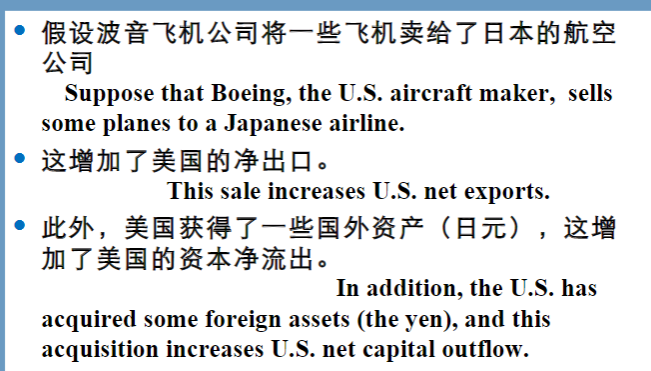 假设波音飞机公司将一些飞机卖给了日本的航空
公司
Suppose that Boeing, the U.S. aircraft maker, sells
some planes to a Japanese airline.
这增加了美国的净出口。
This sale increases U.S. net exports.
此外，美国获得了一些国外资产（日元），这增
加了美国的资本净流出。
In addition, the U.S. has
acquired some foreign assets (the yen), and this
acquisition increases U.S. net capital outflow.